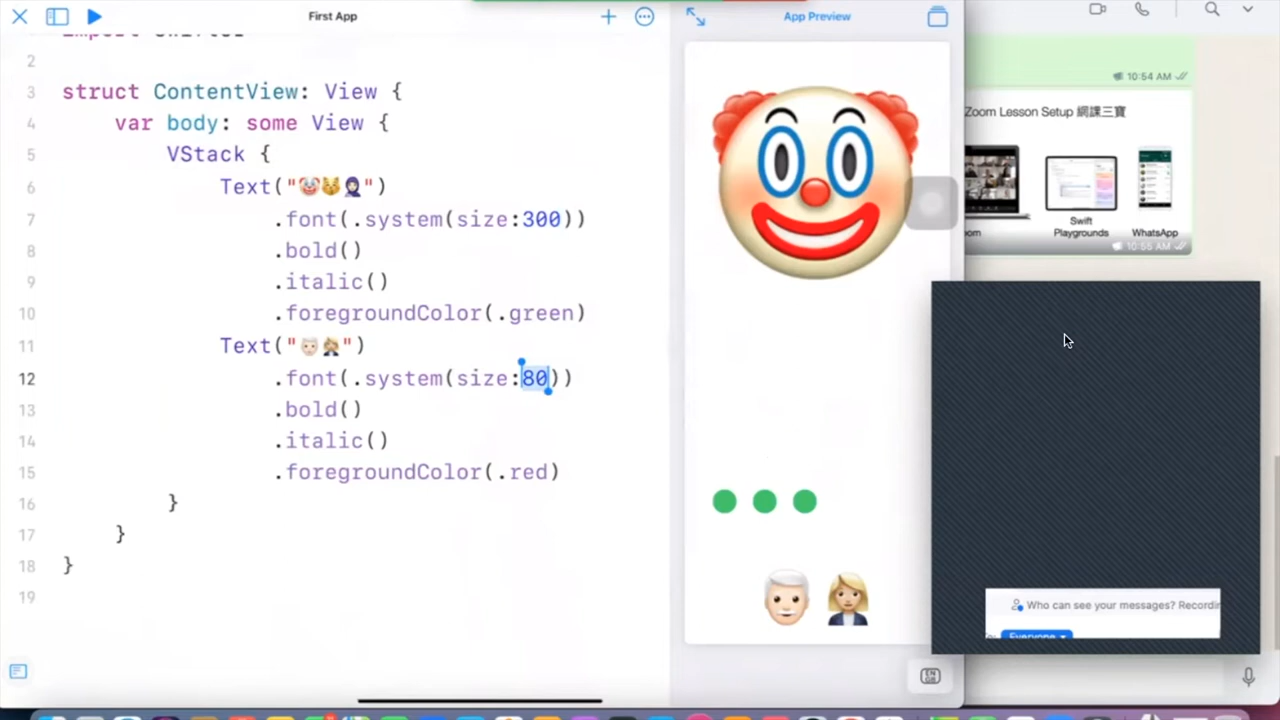 First App
App Preview
2
3 struct ContentView: View {
4 var body: some View {
5 VStack {
6 Text("🤡😽🧕🏻")
7 .font(.system(size:300))
8 .bold()
9 .italic()
10 .foregroundColor(.green)
11 Text("👨🏻‍🦳🤵🏼‍♀️")
12 .font(.system(size:80))
13 .bold()
14 .italic()
15 .foregroundColor(.red)
16 }
17 }
18 }
19
10:54 AM
Zoom Lesson Setup 網課三寶
Swift
Playgrounds
WhatsApp
10:55 AM
Who can see your messages?
Everyone